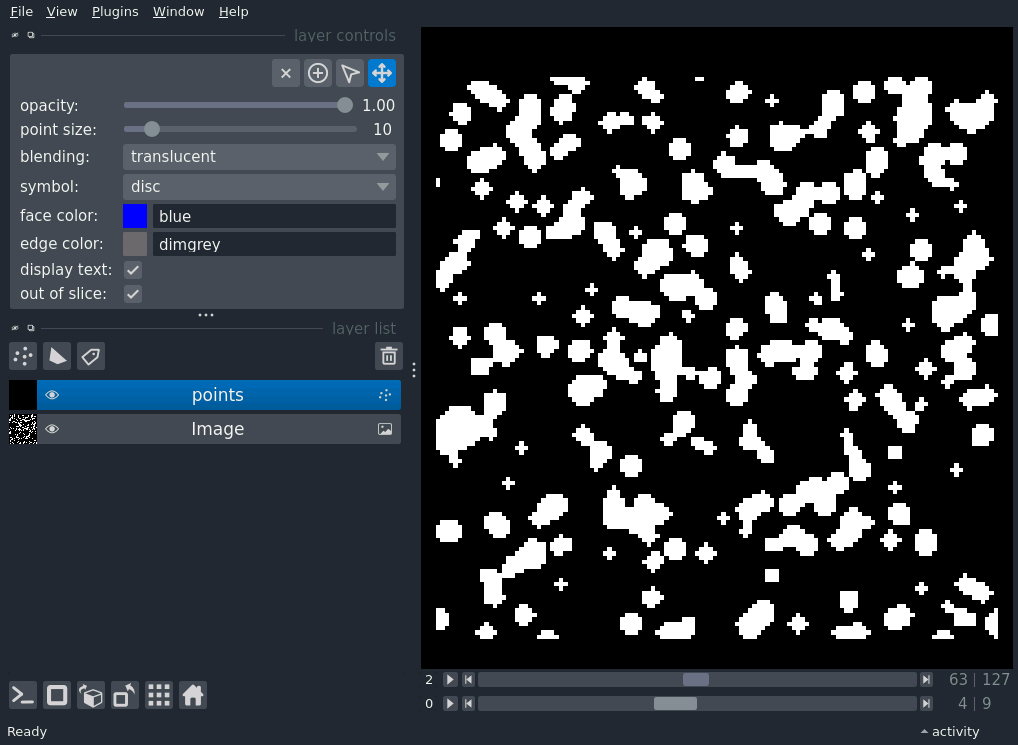 File View Plugins Window Help
layer controls
opacity: 1.00
point size: 10
blending: translucent
symbol: disc
face color: blue
edge color: dimgrey
display text:
out of slice:
layer list
points
Image
2 63 | 127
0 4 | 9
Ready activity